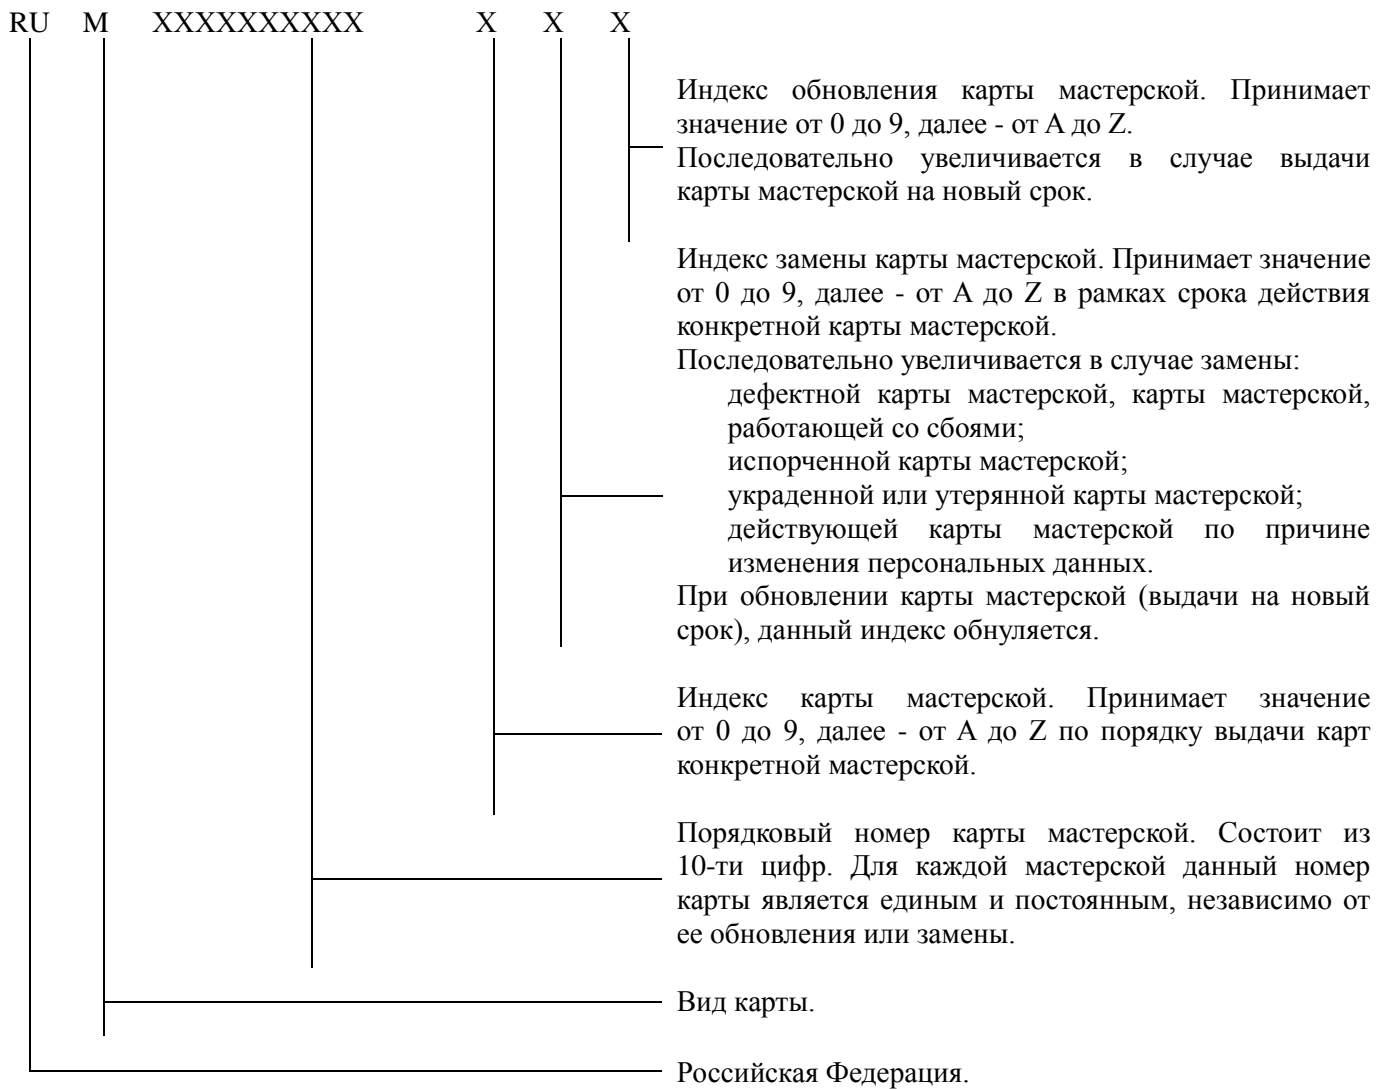 RU M XXXXXXXXXX X X X
Индекс обновления карты мастерской. Принимает
значение от 0 до 9, далее - от A до Z.
Последовательно увеличивается в случае выдачи
карты мастерской на новый срок.
Индекс замены карты мастерской. Принимает значение
от 0 до 9, далее - от A до Z в рамках срока действия
конкретной карты мастерской.
Последовательно увеличивается в случае замены:
дефектной карты мастерской, карты мастерской,
работающей со сбоями;
испорченной карты мастерской;
украденной или утерянной карты мастерской;
действующей карты мастерской по причине
изменения персональных данных.
При обновлении карты мастерской (выдачи на новый
срок), данный индекс обнуляется.
Индекс карты мастерской. Принимает значение
от 0 до 9, далее - от A до Z по порядку выдачи карт
конкретной мастерской.
Порядковый номер карты мастерской. Состоит из
10-ти цифр. Для каждой мастерской данный номер
карты является единым и постоянным, независимо от
ее обновления или замены.
Вид карты.
Российская Федерация.